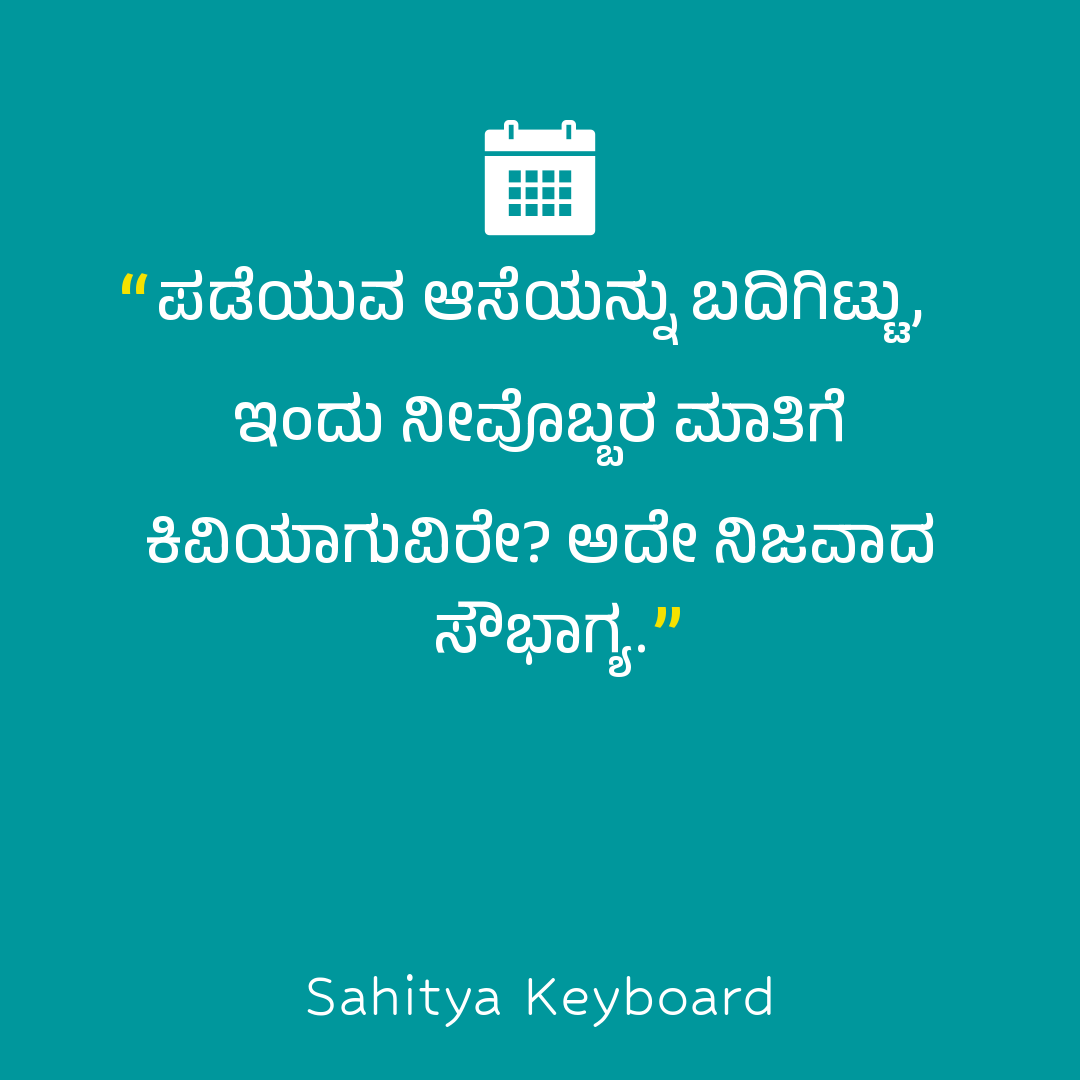 “ಪಡೆಯುವ ಆಸೆಯನ್ನು ಬದಿಗಿಟ್ಟು,
ಇಂದು ನೀವೊಬ್ಬರ ಮಾತಿಗೆ
ಕಿವಿಯಾಗುವಿರೇ? ಅದೇ ನಿಜವಾದ
ಸೌಭಾಗ್ಯ.”
Sahitya Keyboard